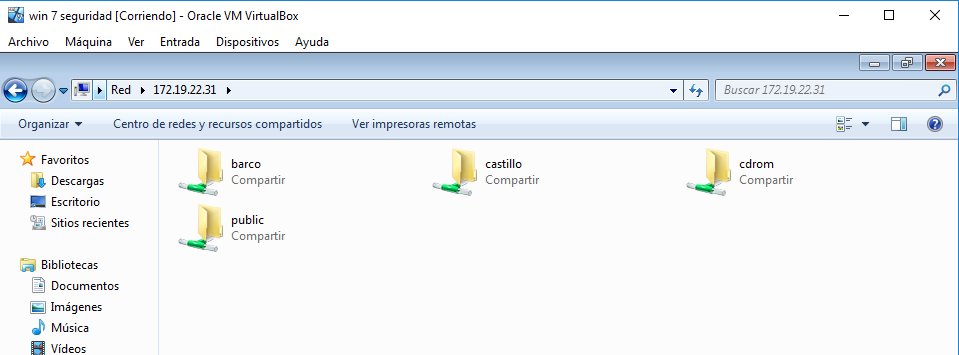 win 7 seguridad [Corriendo] - Oracle VM VirtualBox
Archivo Máquina Ver Entrada Dispositivos Ayuda
Red 172.19.22.31 Buscar 172.19.22.31
Organizar Centro de redes y recursos compartidos Ver impresoras remotas
Favoritos
Descargas
Escritorio
Sitios recientes
Bibliotecas
Documentos
Imágenes
Música
Vídeos
barco
Compartir
castillo
Compartir
cdrom
Compartir
public
Compartir